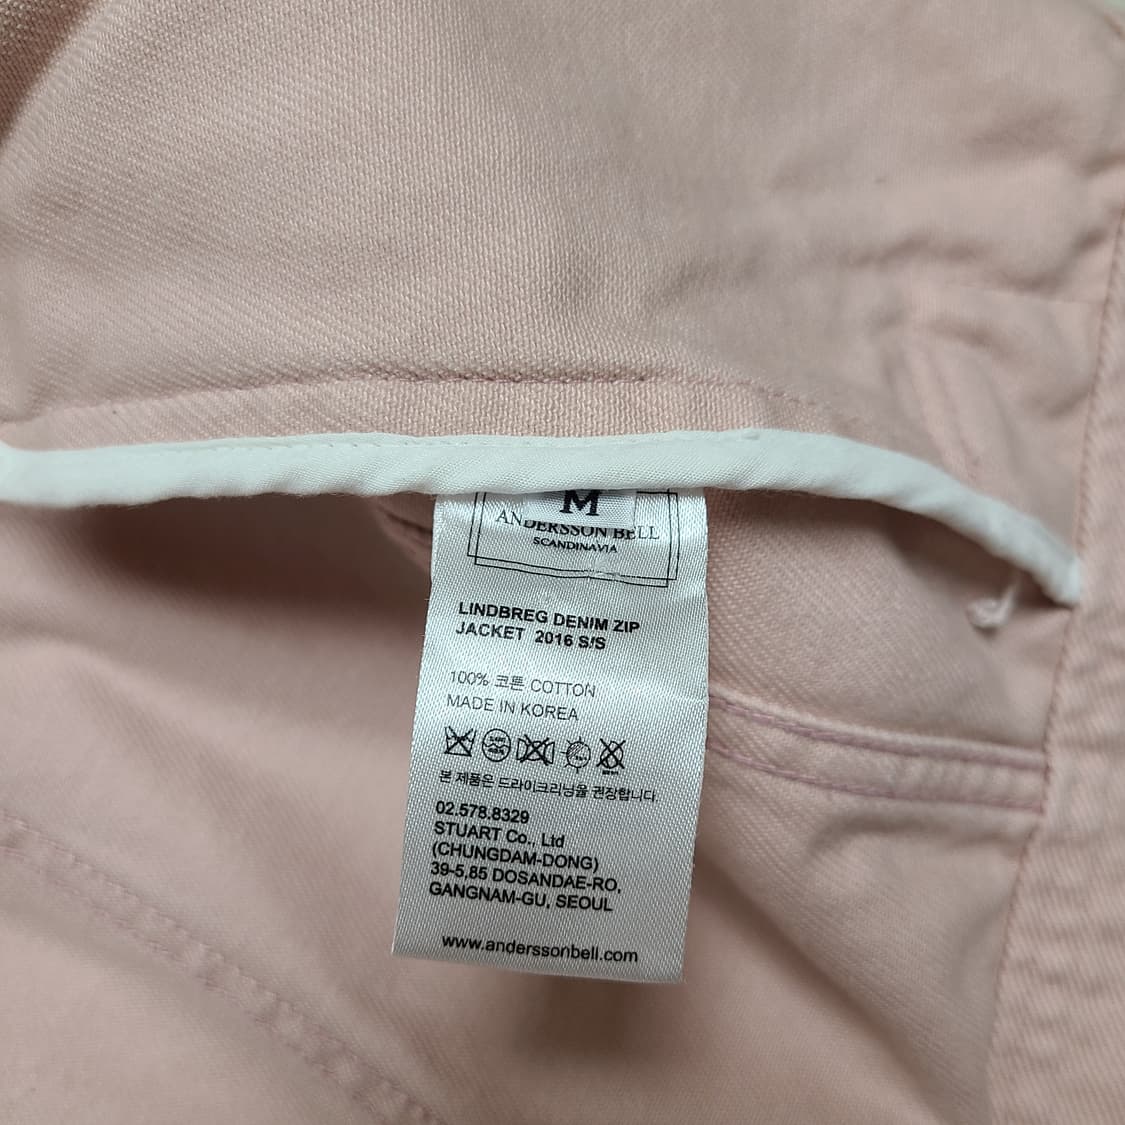 M
ANDERSSON BELL
SCANDINAVIA
LINDBREG DENIM ZIP
JACKET 2016 S/S
100% 코튼 COTTON
MADE IN KOREA
본 제품은 드라이크리닝을 권장합니다.
02.578.8329
STUART Co., Ltd
(CHUNGDAM-DONG)
39-5,85 DOSANDAE-RO,
GANGNAM-GU, SEOUL
www.anderssonbell.com